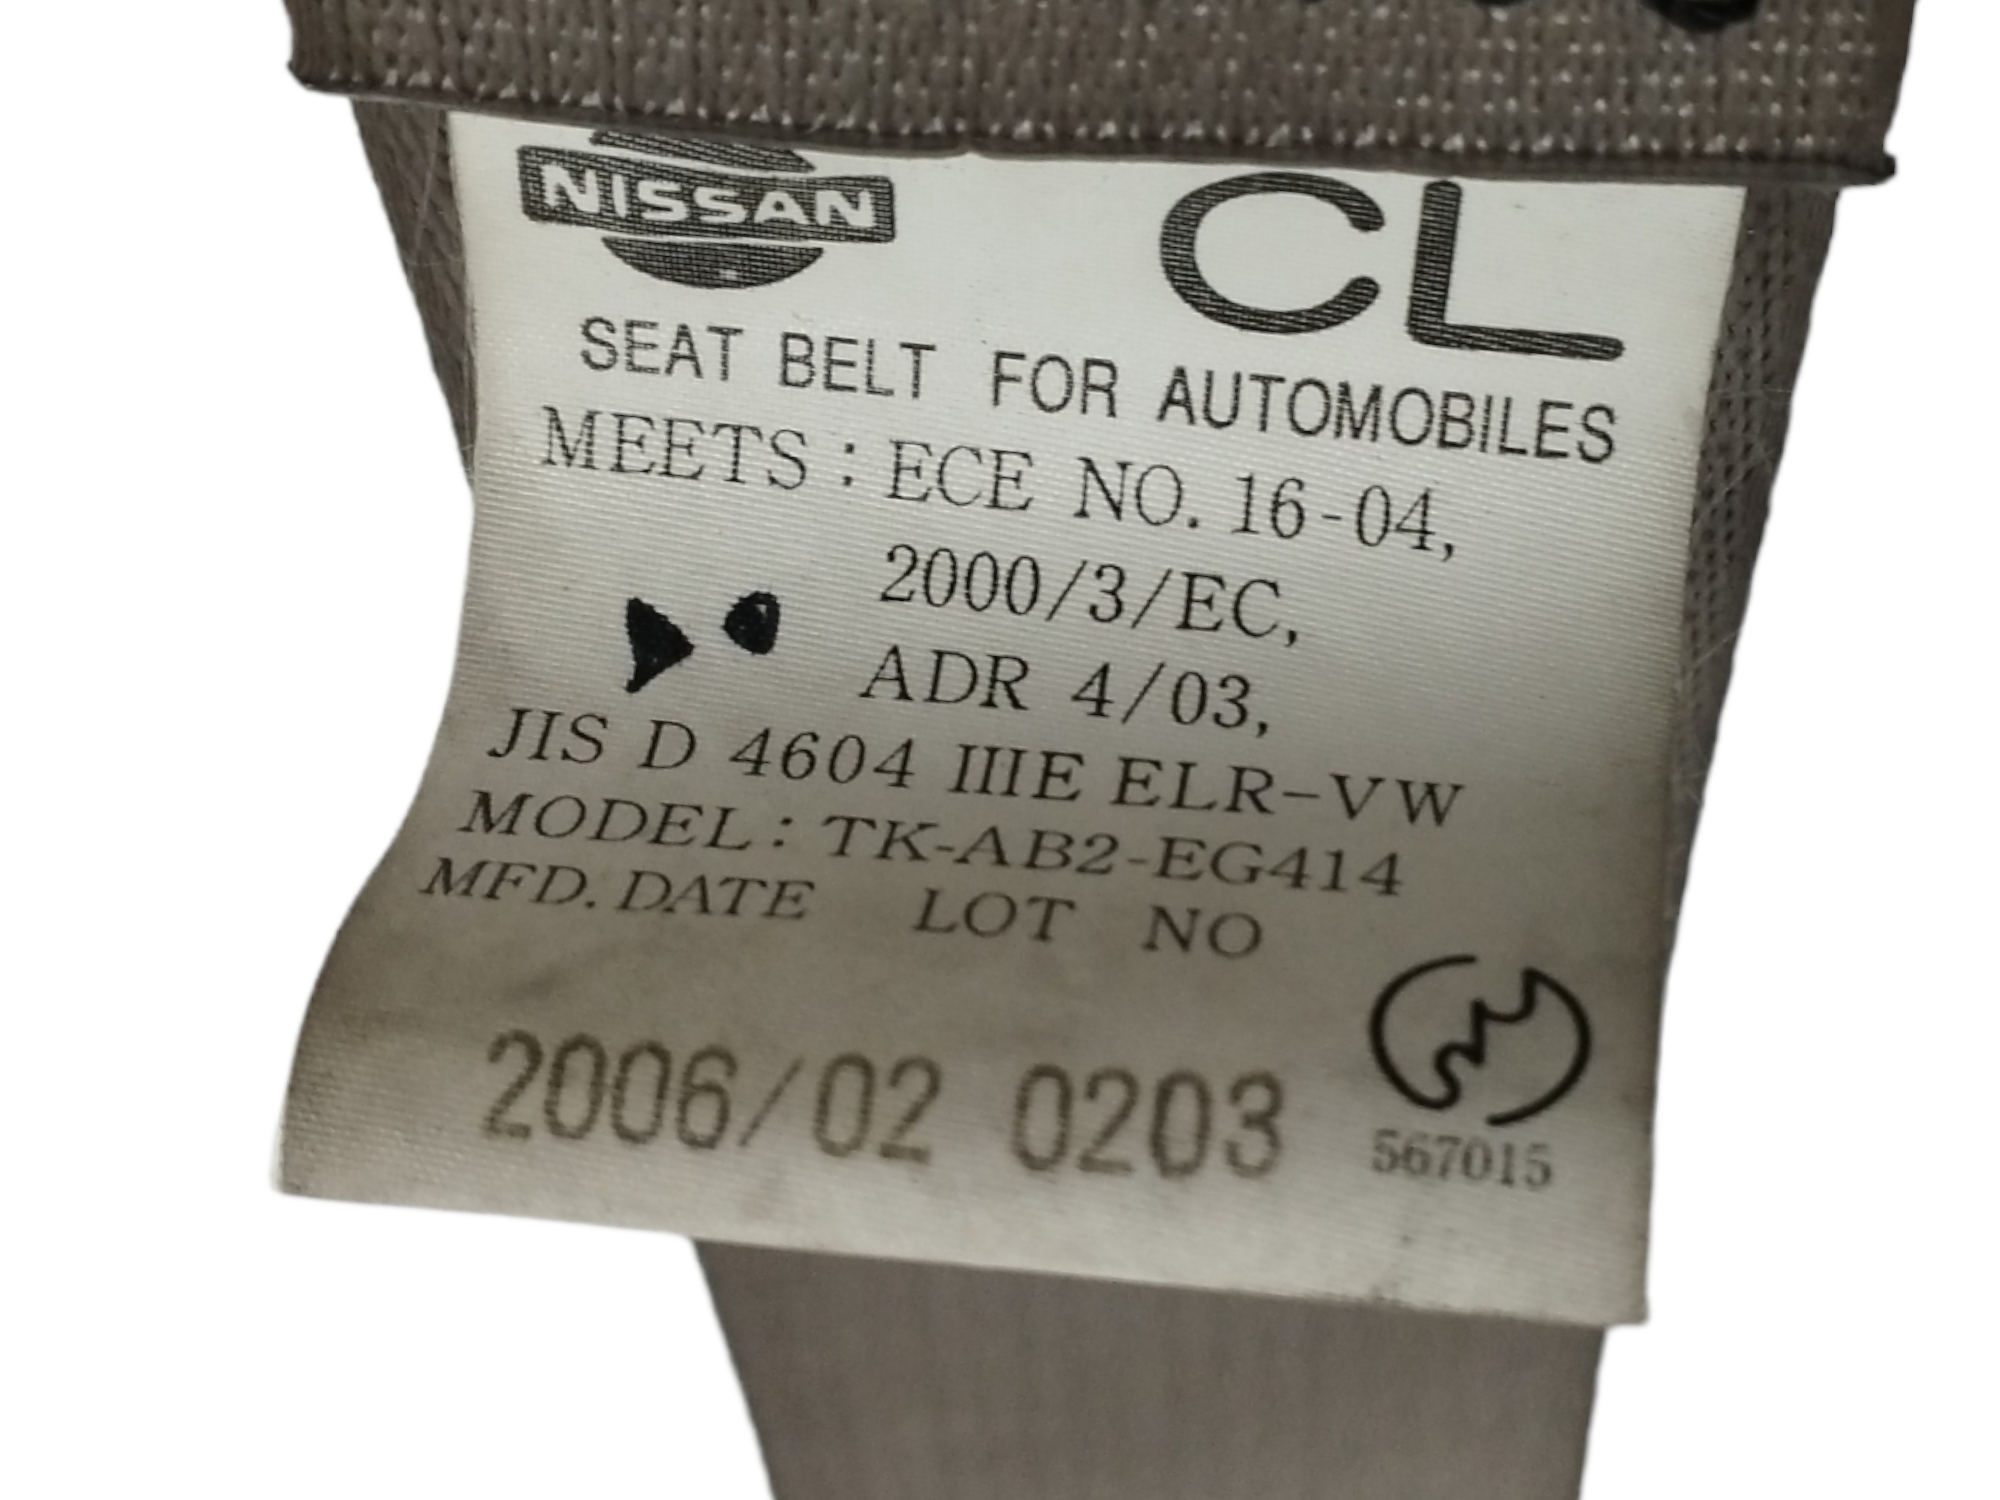 NISSAN CL
SEAT BELT FOR AUTOMOBILES
MEETS : ECE NO. 16-04,
2000/3/EC,
ADR 4/03,
JIS D 4604 IIIE ELR-VW
MODEL : TK-AB2-EG414
MFD. DATE LOT NO
2006/02 0203
567015